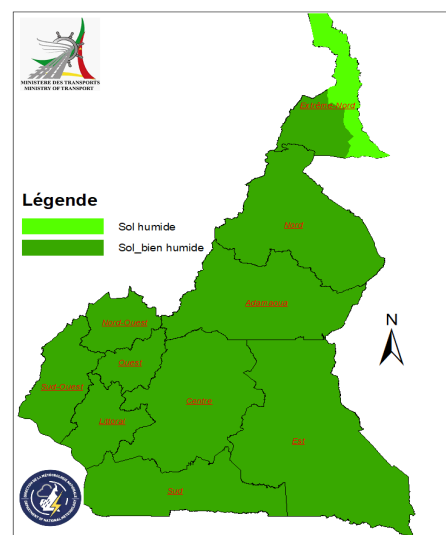 MINISTERE DES TRANSPORTS
MINISTRY OF TRANSPORT
Extrême-Nord
Légende
Sol humide
Sol_bien humide
Nord
Adamaoua
N
Nord-Ouest
Ouest
Sud-Ouest
Centre
Littoral
Est
Sud